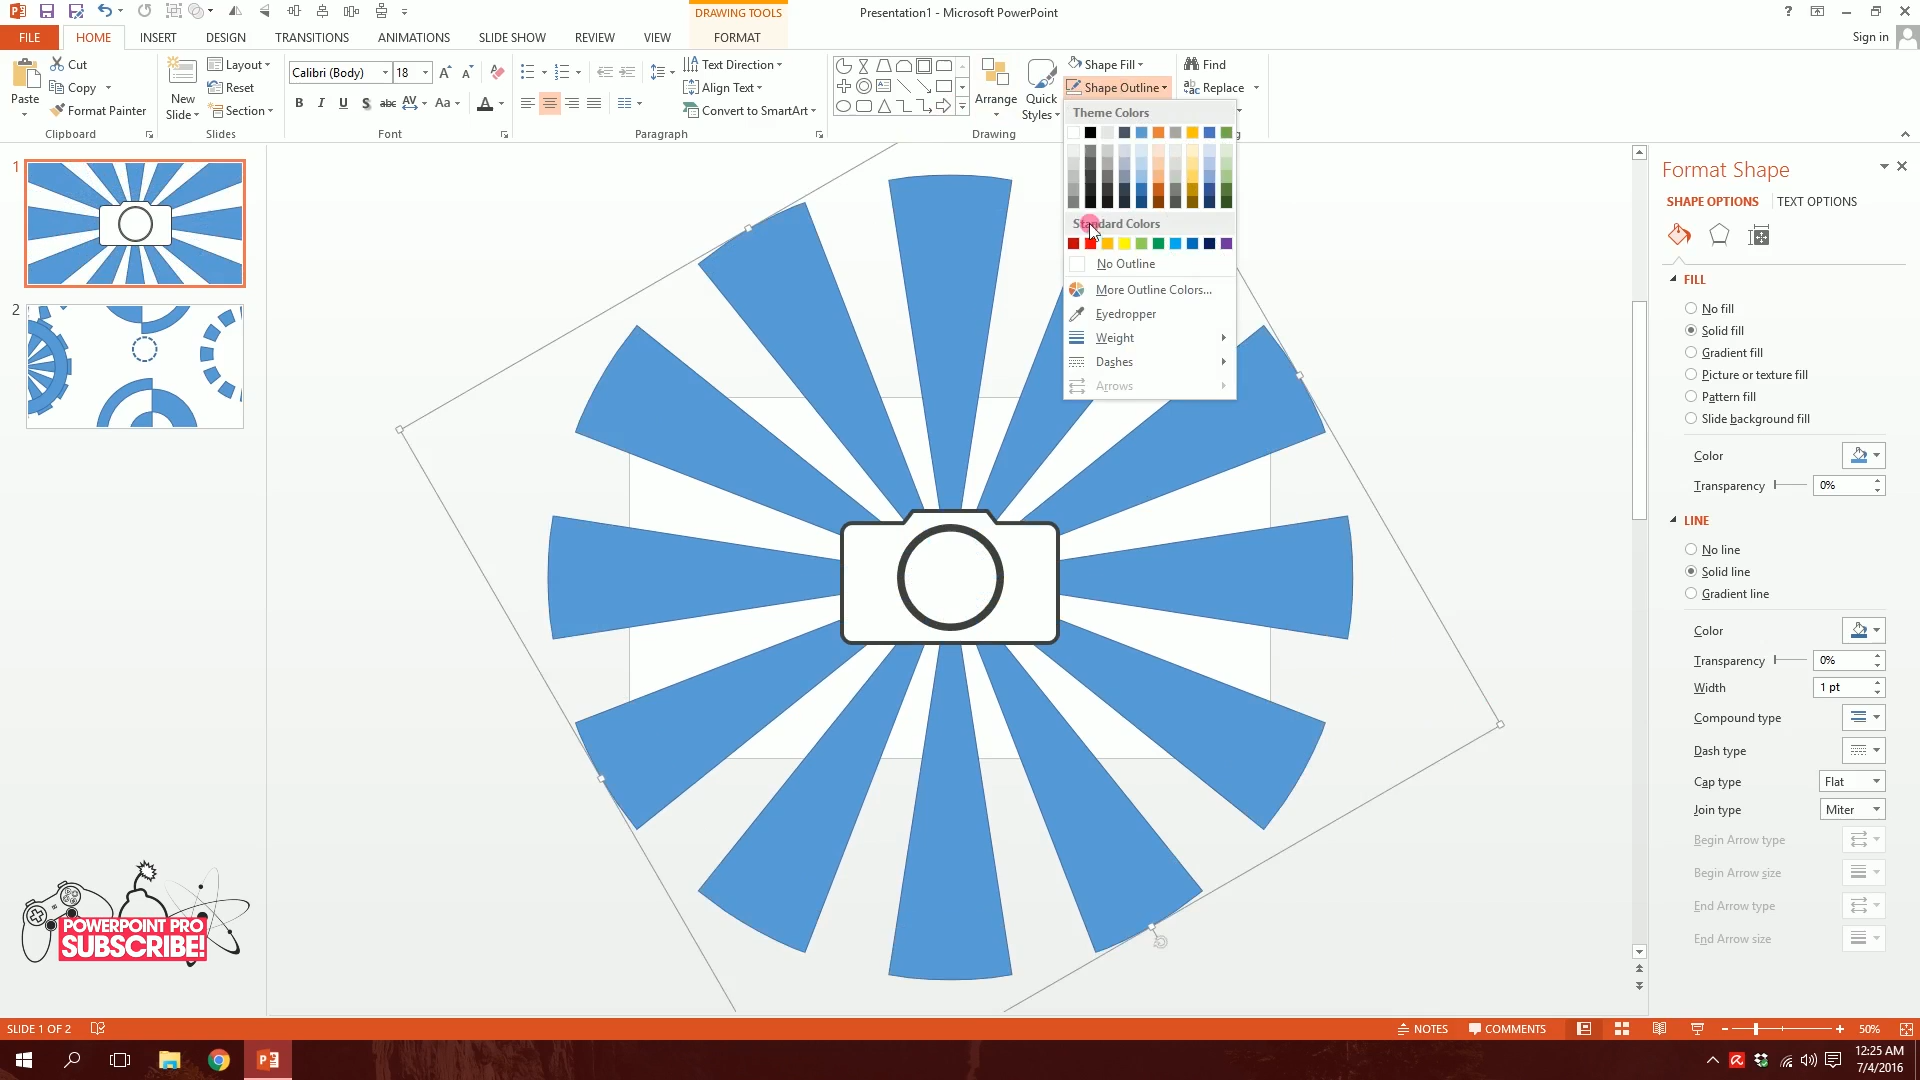 DRAWING TOOLS
Presentation1 - Microsoft PowerPoint
FILE HOME INSERT DESIGN TRANSITIONS ANIMATIONS SLIDE SHOW REVIEW VIEW FORMAT
Sign in
Paste
Cut
Copy
Format Painter
Clipboard
New
Slide
Layout
Reset
Section
Slides
Calibri (Body) 18
B I U S abc AV Aa A
Font
Text Direction
Align Text
Convert to SmartArt
Paragraph
Arrange
Quick
Styles
Drawing
Shape Fill
Shape Outline
Find
Replace
Theme Colors
Standard Colors
No Outline
More Outline Colors...
Eyedropper
Weight
Dashes
Arrows
1
2
Format Shape
SHAPE OPTIONS TEXT OPTIONS
FILL
No fill
Solid fill
Gradient fill
Picture or texture fill
Pattern fill
Slide background fill
Color
Transparency 0%
LINE
No line
Solid line
Gradient line
Color
Transparency 0%
Width 1 pt
Compound type
Dash type
Cap type Flat
Join type Miter
Begin Arrow type
Begin Arrow size
End Arrow type
End Arrow size
POWERPOINT PRO
SUBSCRIBE!
SLIDE 1 OF 2
NOTES COMMENTS 50%
12:25 AM
7/4/2016